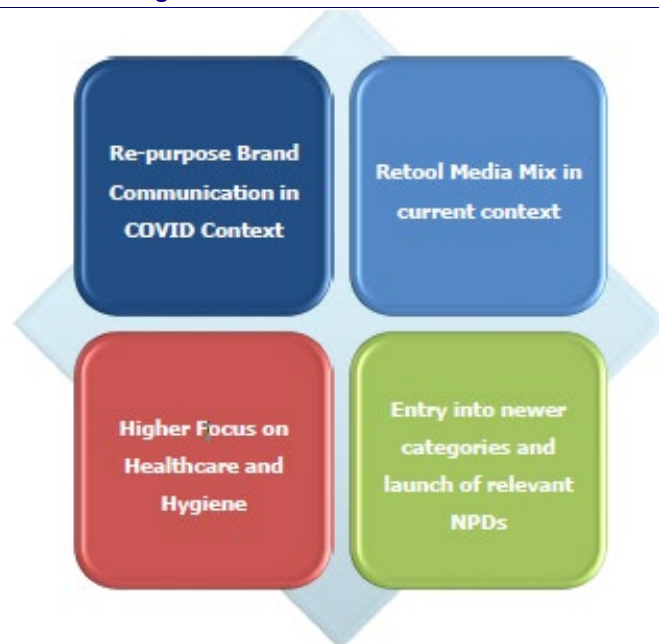 Re-purpose Brand
Communication in
COVID Context
Retool Media Mix in
current context
Higher Focus on
Healthcare and
Hygiene
Entry into newer
categories and
launch of relevant
NPDs